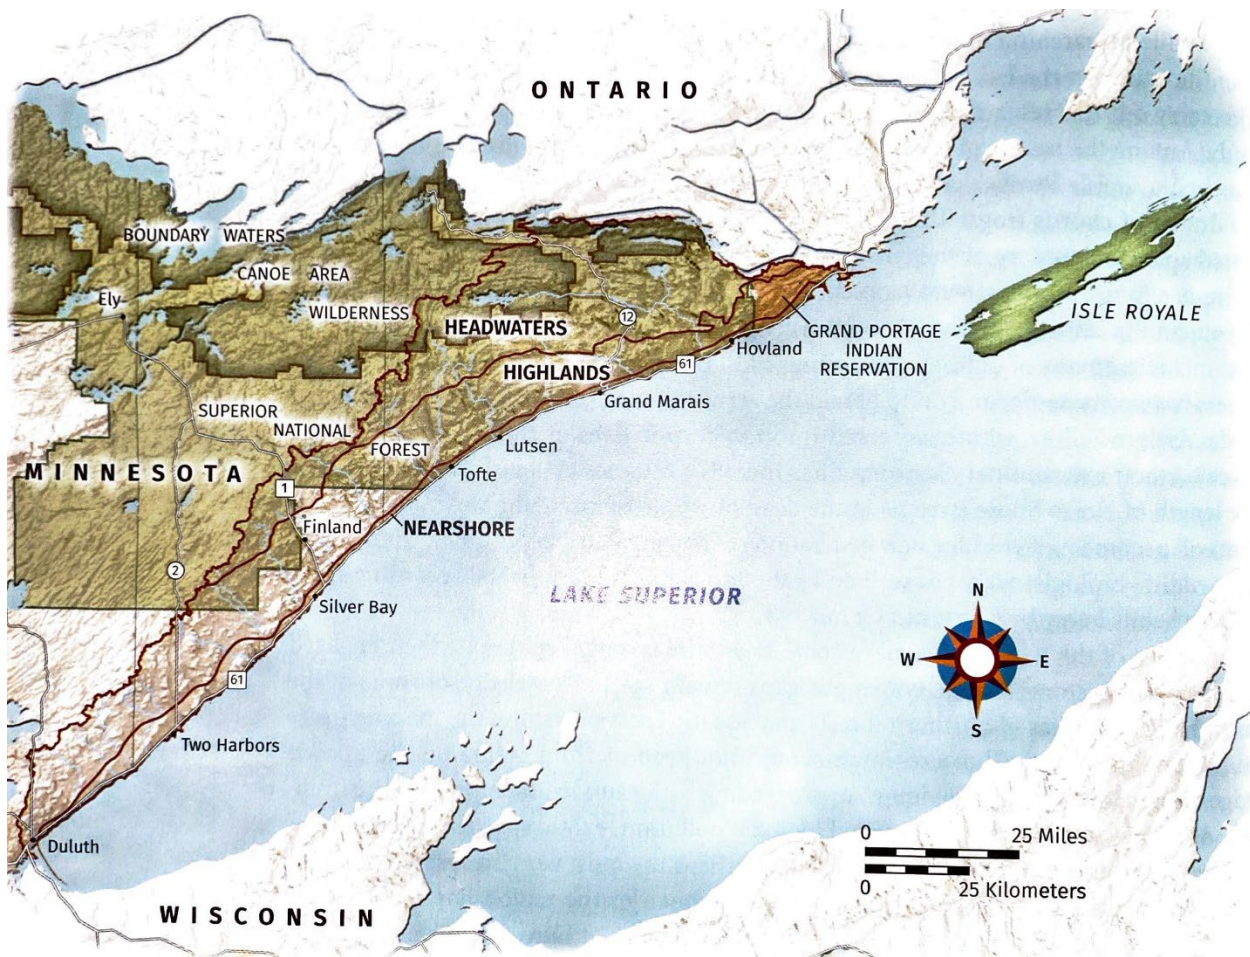 ONTARIO
BOUNDARY WATERS
CANOE AREA
WILDERNESS
Ely
HEADWATERS
12
GRAND PORTAGE
INDIAN
RESERVATION
ISLE ROYALE
Hovland
61
HIGHLANDS
Grand Marais
SUPERIOR
NATIONAL
FOREST
Lutsen
MINNESOTA
Tofte
1
Finland
NEARSHORE
2
Silver Bay
LAKE SUPERIOR
N
W
E
S
61
Two Harbors
Duluth
0
25 Miles
0
25 Kilometers
WISCONSIN